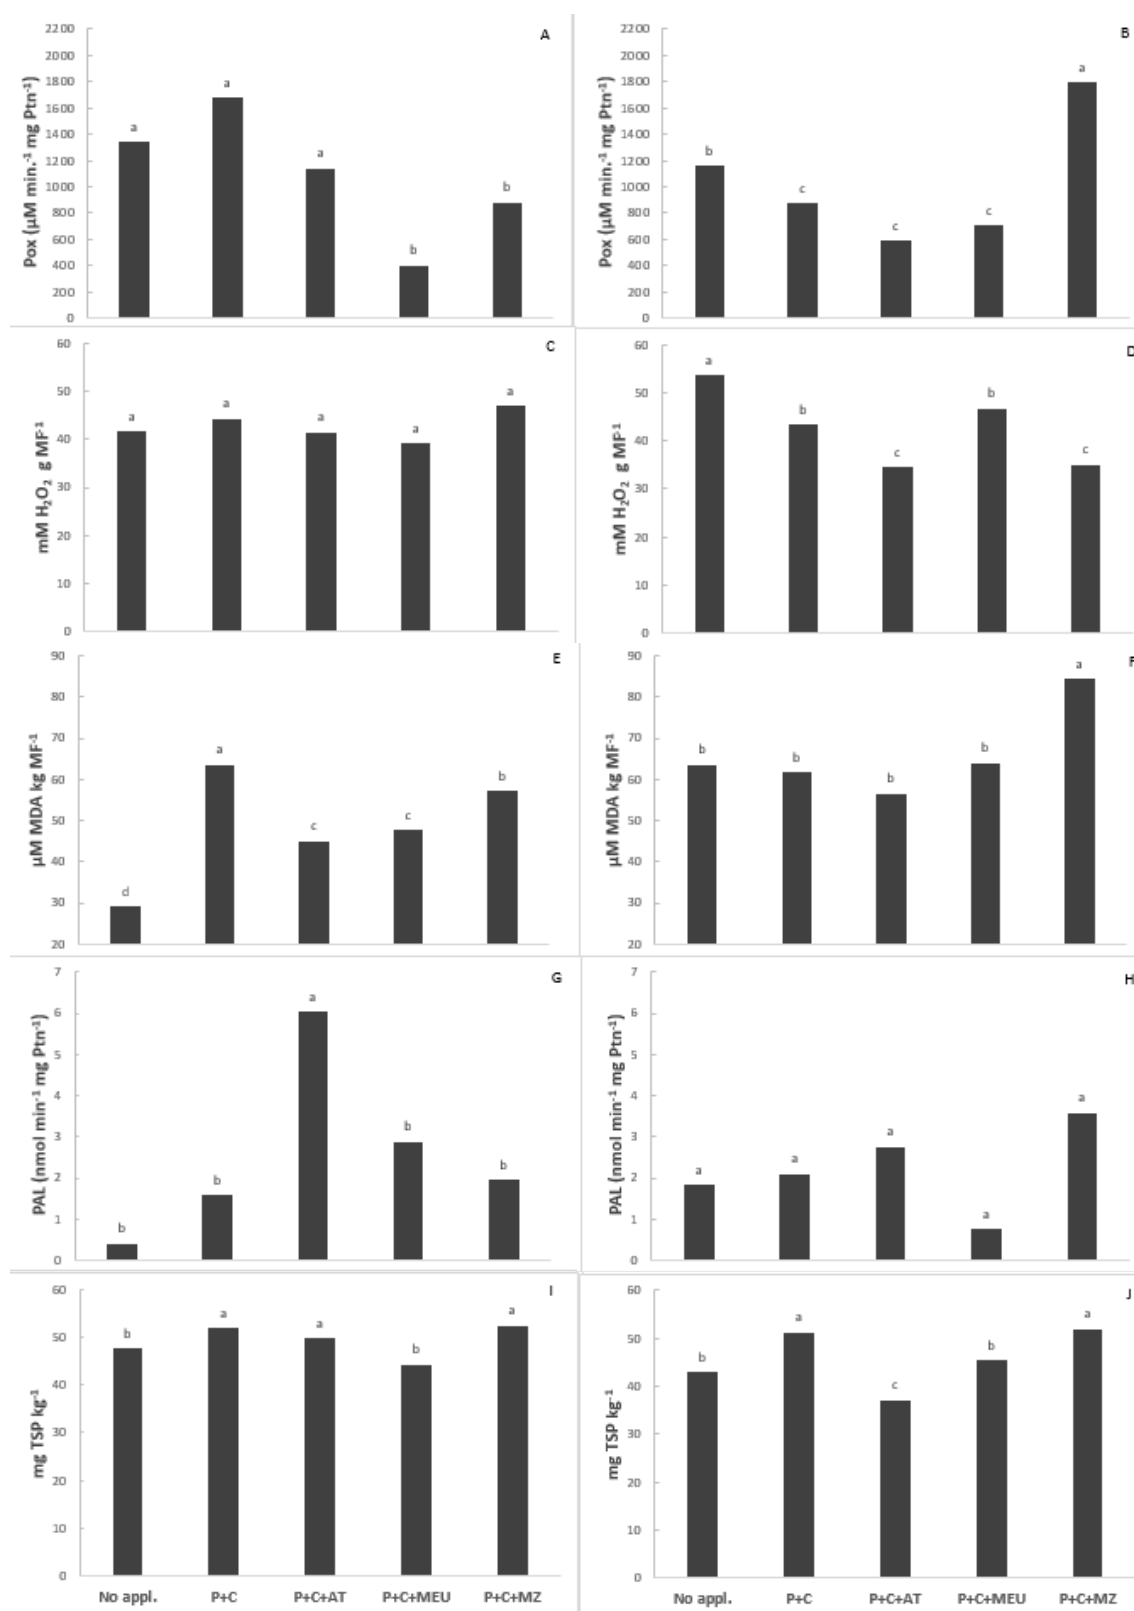 A
Pox (µM min.⁻¹ mg Ptn⁻¹)
2200
2000
1800
1600
1400
1200
1000
800
600
400
200
0
a
a
a
b
b
B
Pox (µM min.⁻¹ mg Ptn⁻¹)
2200
2000
1800
1600
1400
1200
1000
800
600
400
200
0
b
c
c
c
a
C
mM H₂O₂ g MF⁻¹
60
50
40
30
20
10
0
a
a
a
a
a
D
mM H₂O₂ g MF⁻¹
60
50
40
30
20
10
0
a
b
c
b
c
E
µM MDA kg MF⁻¹
90
80
70
60
50
40
30
20
d
a
c
c
b
F
µM MDA kg MF⁻¹
90
80
70
60
50
40
30
20
b
b
b
b
a
G
PAL (nmol min⁻¹ mg Ptn⁻¹)
7
6
5
4
3
2
1
0
b
b
a
b
b
H
PAL (nmol min⁻¹ mg Ptn⁻¹)
7
6
5
4
3
2
1
0
a
a
a
a
a
I
mg TSP kg⁻¹
60
50
40
30
20
10
0
b
a
a
b
a
No appl. P+C P+C+AT P+C+MEU P+C+MZ
J
mg TSP kg⁻¹
60
50
40
30
20
10
0
b
a
c
b
a
No appl. P+C P+C+AT P+C+MEU P+C+MZ